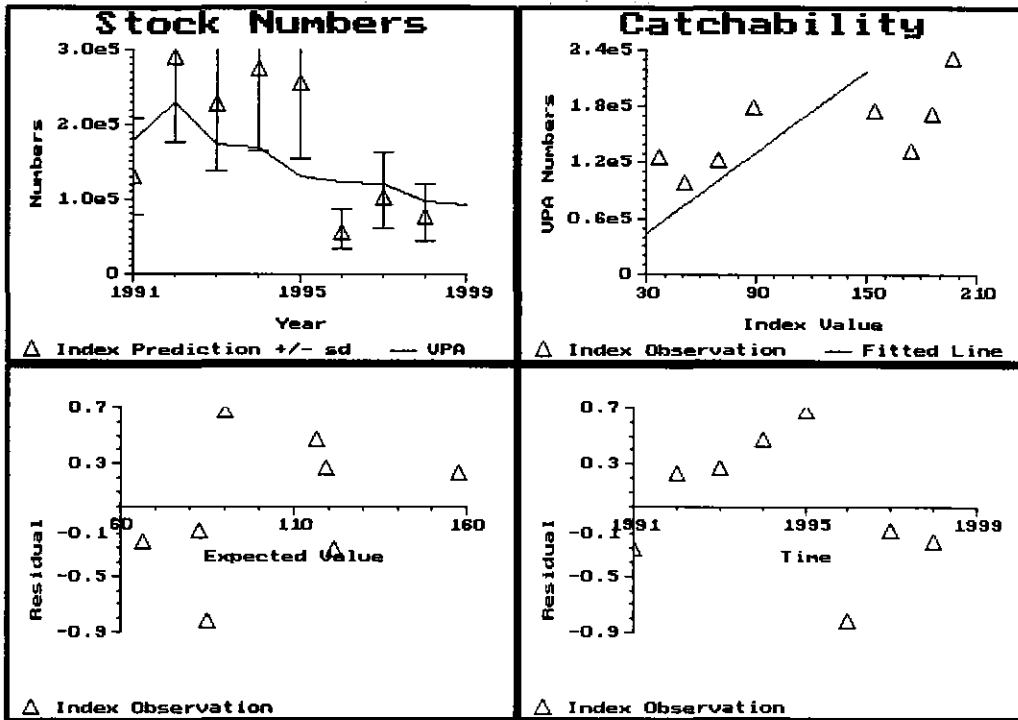 Stock Numbers
3.0e5
2.0e5
1.0e5
0
Numbers
1991 1995 1999
Year
△ Index Prediction +/- sd — VPA
Catchability
2.4e5
1.8e5
1.2e5
0.6e5
0
VPA Numbers
30 90 150 210
Index Value
△ Index Observation — Fitted Line
0.7
0.3
-0.1
-0.5
-0.9
Residual
60 110 160
Expected Value
△ Index Observation
0.7
0.3
-0.1
-0.5
-0.9
Residual
1991 1995 1999
Time
△ Index Observation